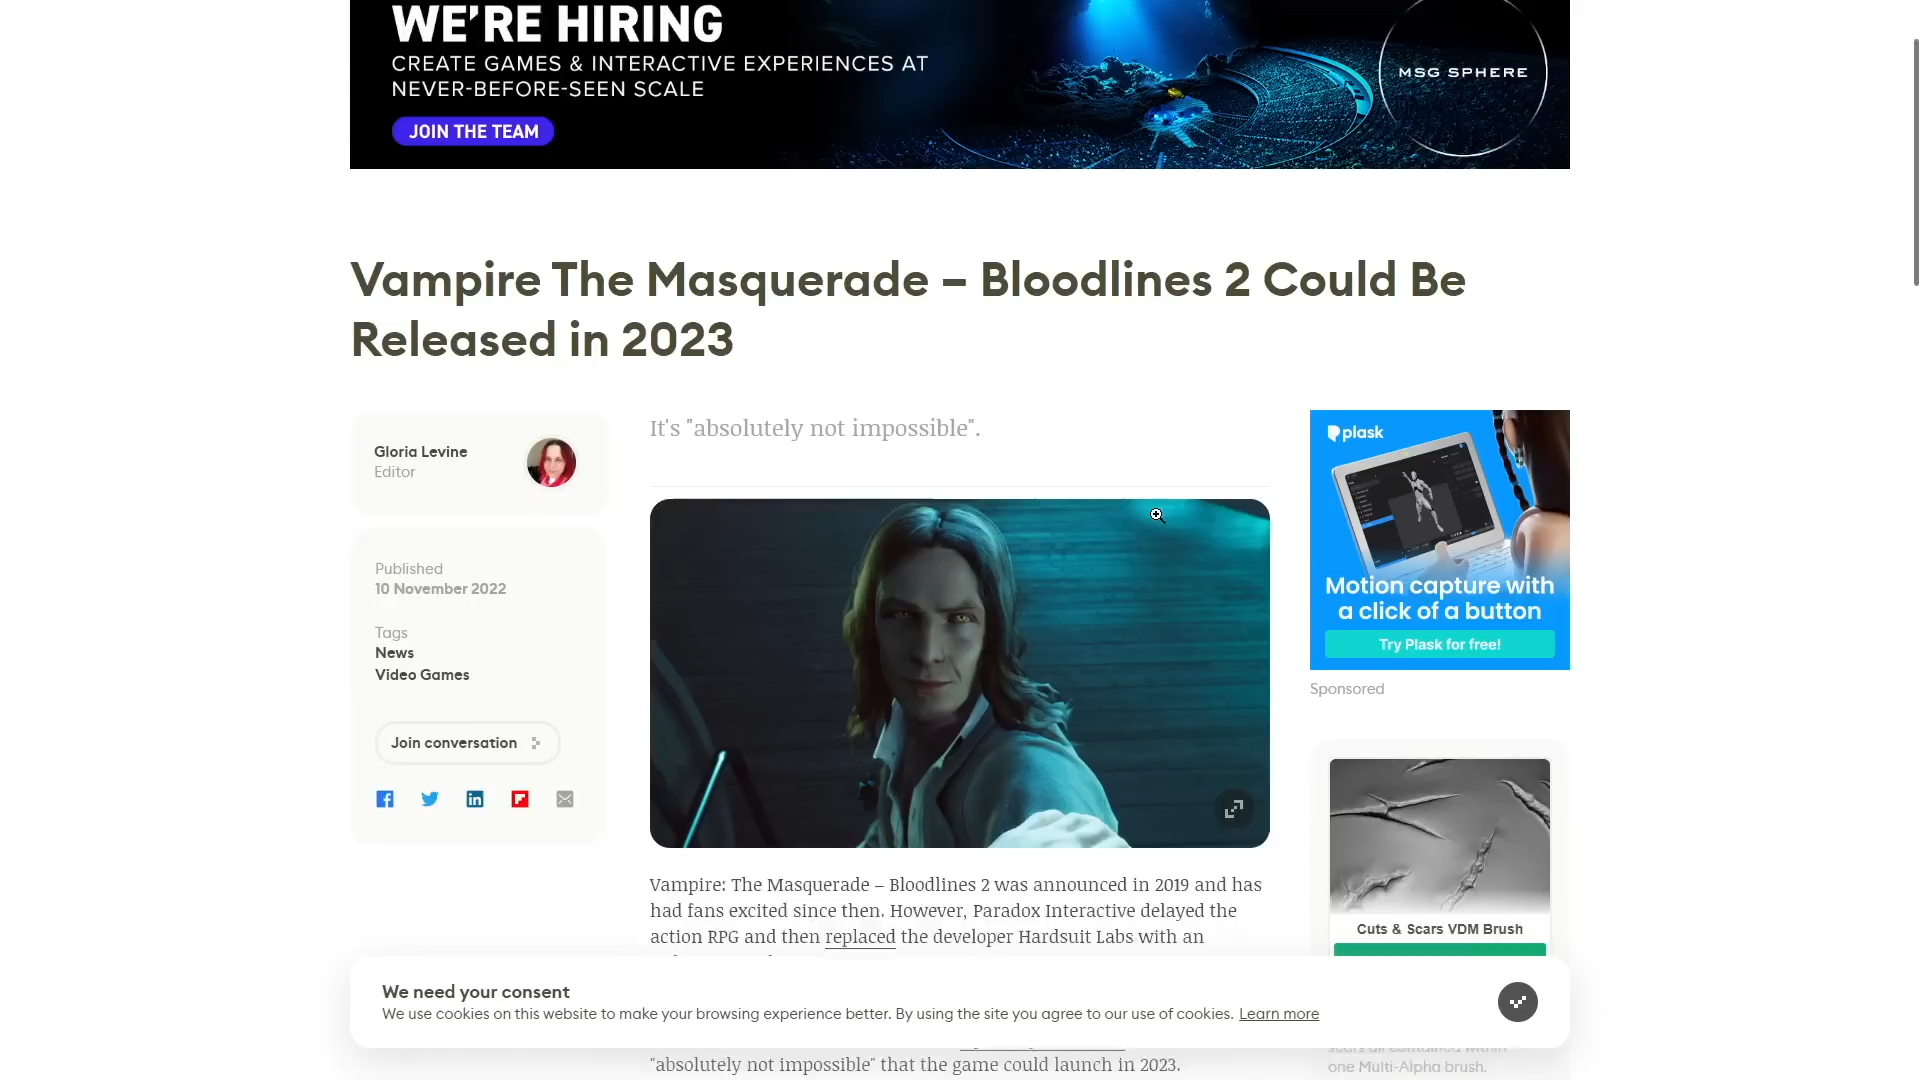 WE'RE HIRING
CREATE GAMES & INTERACTIVE EXPERIENCES AT
NEVER-BEFORE-SEEN SCALE
JOIN THE TEAM
MSG SPHERE
Vampire The Masquerade – Bloodlines 2 Could Be
Released in 2023
Gloria Levine
Editor
Published
10 November 2022
Tags
News
Video Games
Join conversation
It's "absolutely not impossible".
Vampire: The Masquerade – Bloodlines 2 was announced in 2019 and has
had fans excited since then. However, Paradox Interactive delayed the
action RPG and then replaced the developer Hardsuit Labs with an
"absolutely not impossible" that the game could launch in 2023.
plask
Motion capture with
a click of a button
Try Plask for free!
Sponsored
Cuts & Scars VDM Brush
one Multi-Alpha brush.
We need your consent
We use cookies on this website to make your browsing experience better. By using the site you agree to our use of cookies. Learn more